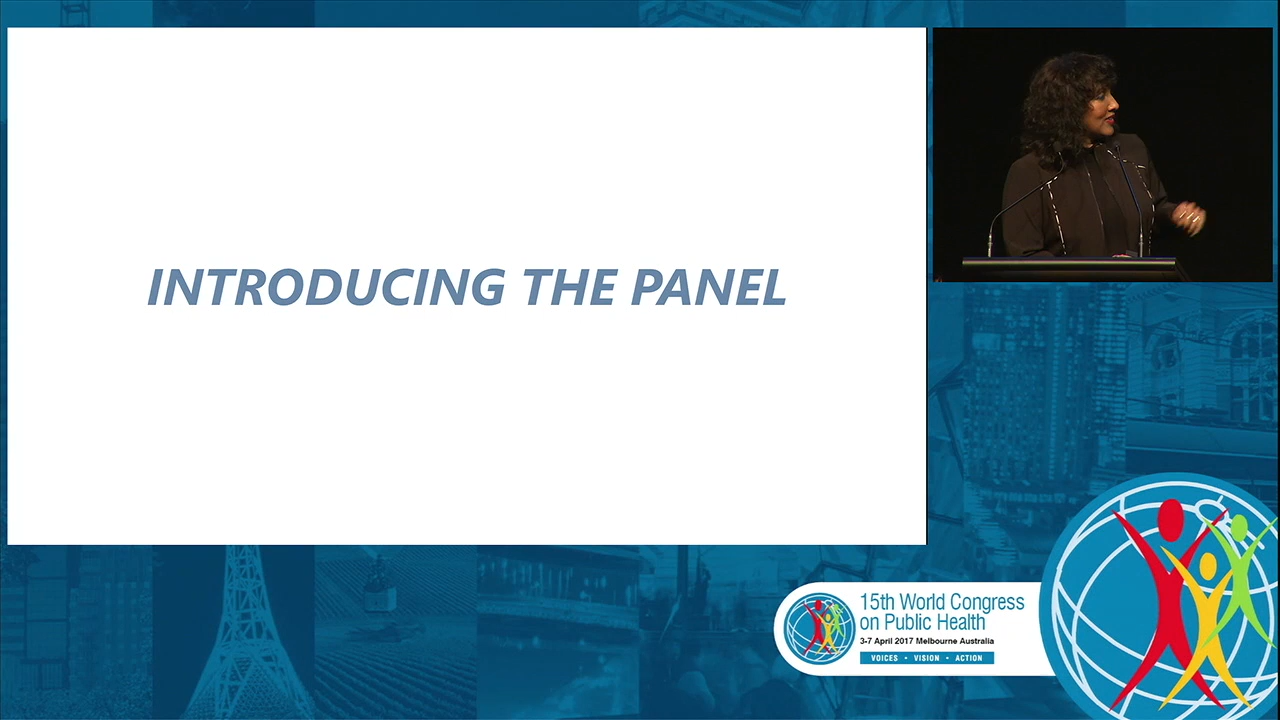 INTRODUCING THE PANEL
15th World Congress
on Public Health
3-7 April 2017 Melbourne Australia
VOICES • VISION • ACTION